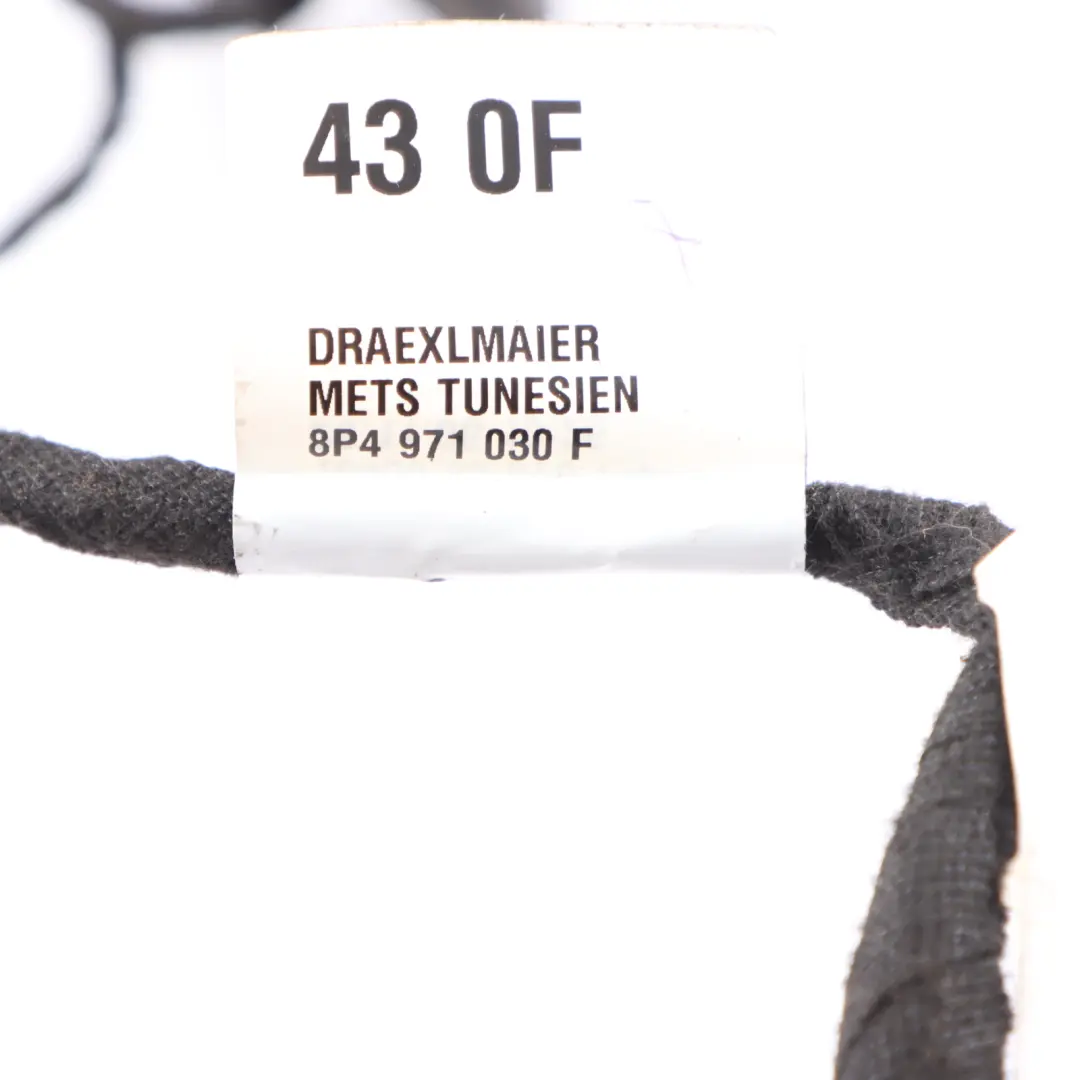 43 0F
DRAEXLMAIER
METS TUNESIEN
8P4 971 030 F